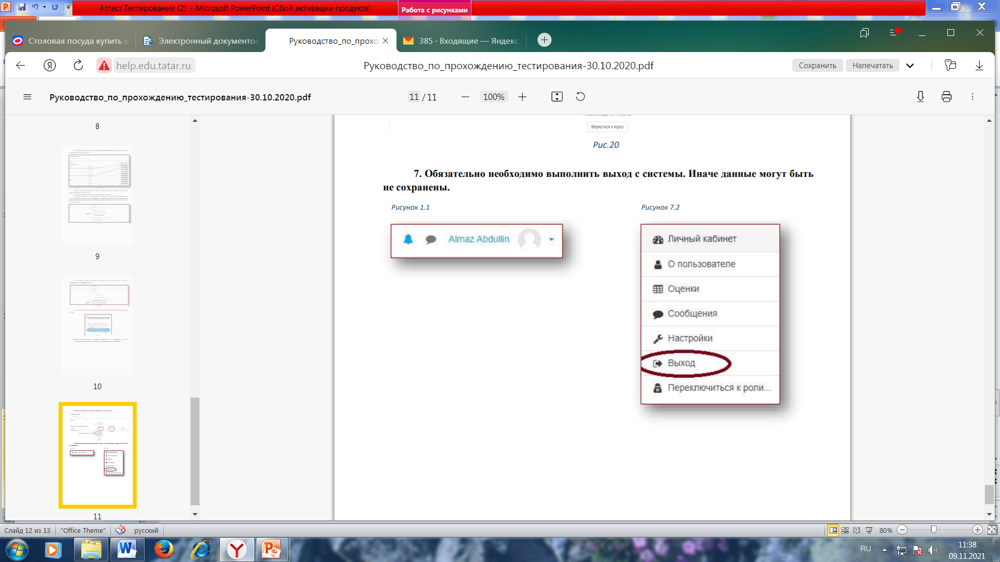 Аттест Тестирование (2) - Microsoft PowerPoint (Сбой активации продукта)
Работа с рисунками
Столовая посуда купить в
Электронный документоо
Руководство_по_прохо
385 · Входящие — Яндекс.
help.edu.tatar.ru
Руководство_по_прохождению_тестирования-30.10.2020.pdf
Сохранить
Напечатать
Руководство_по_прохождению_тестирования-30.10.2020.pdf
11 / 11
100%
8
9
Подтверждение
10
11
Вернуться к курсу
Рис.20
7. Обязательно необходимо выполнить выход с системы. Иначе данные могут быть
не сохранены.
Рисунок 1.1
Рисунок 7.2
Almaz Abdullin
Личный кабинет
О пользователе
Оценки
Сообщения
Настройки
Выход
Переключиться к роли...
Слайд 12 из 13
"Office Theme"
русский
80%
RU
11:38
09.11.2021